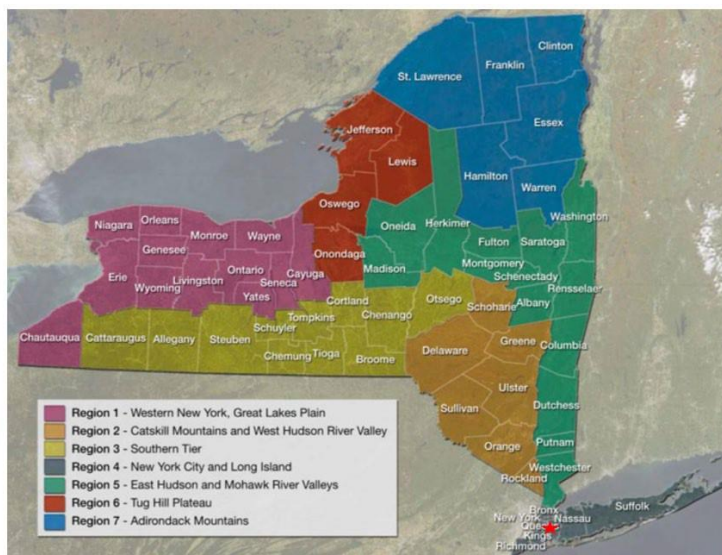 Clinton
Franklin
St. Lawrence
Essex
Jefferson
Lewis
Hamilton
Warren
Oswego
Washington
Oneida
Herkimer
Niagara
Orleans
Monroe
Wayne
Fulton
Saratoga
Genesee
Onondaga
Montgomery
Madison
Schenectady
Erie
Ontario
Cayuga
Seneca
Livingston
Wyoming
Yates
Rensselaer
Albany
Cortland
Otsego
Schoharie
Chenango
Tompkins
Schuyler
Chautauqua
Cattaraugus
Allegany
Steuben
Chemung
Tioga
Broome
Delaware
Greene
Columbia
Ulster
Sullivan
Dutchess
Orange
Putnam
Rockland
Westchester
Region 1 - Western New York, Great Lakes Plain
Region 2 - Catskill Mountains and West Hudson River Valley
Region 3 - Southern Tier
Region 4 - New York City and Long Island
Region 5 - East Hudson and Mohawk River Valleys
Region 6 - Tug Hill Plateau
Region 7 - Adirondack Mountains
Bronx
Suffolk
New York
Nassau
Kings
Richmond